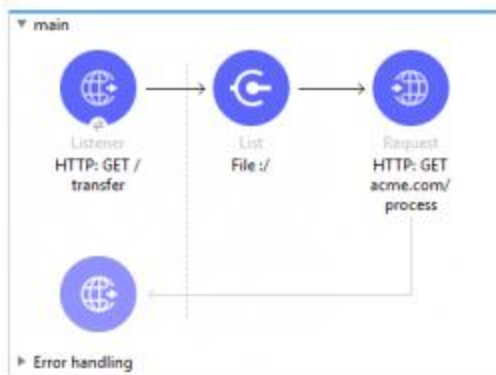 main
Listener
HTTP: GET /
transfer
List
File :/
Request
HTTP: GET
acme.com/
process
Error handling